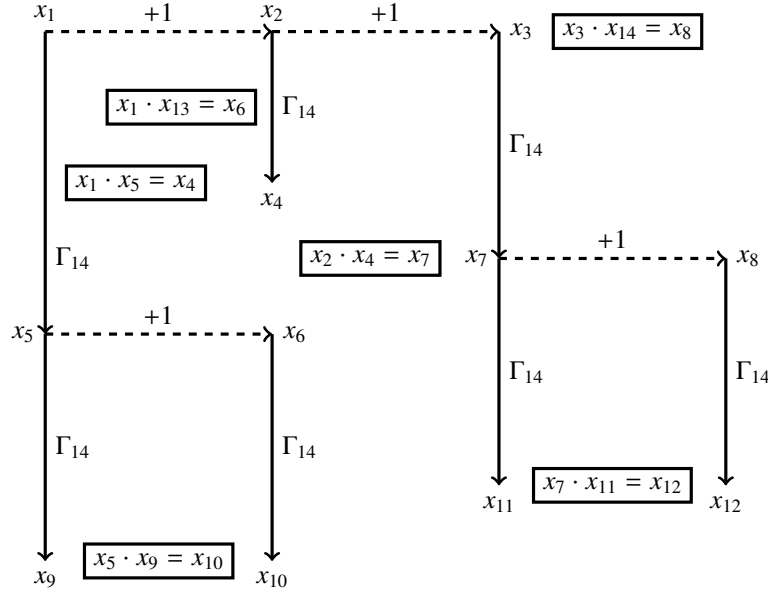 x₁ +1 x₂ +1 x₃ x₃ · x₁₄ = x₈
x₁ · x₁₃ = x₆ Γ₁₄
Γ₁₄
x₁ · x₅ = x₄
x₄
Γ₁₄ x₂ · x₄ = x₇ x₇ +1 x₈
x₅ +1 x₆
Γ₁₄ Γ₁₄
Γ₁₄ Γ₁₄
x₇ · x₁₁ = x₁₂
x₁₁ x₁₂
x₅ · x₉ = x₁₀
x₉ x₁₀